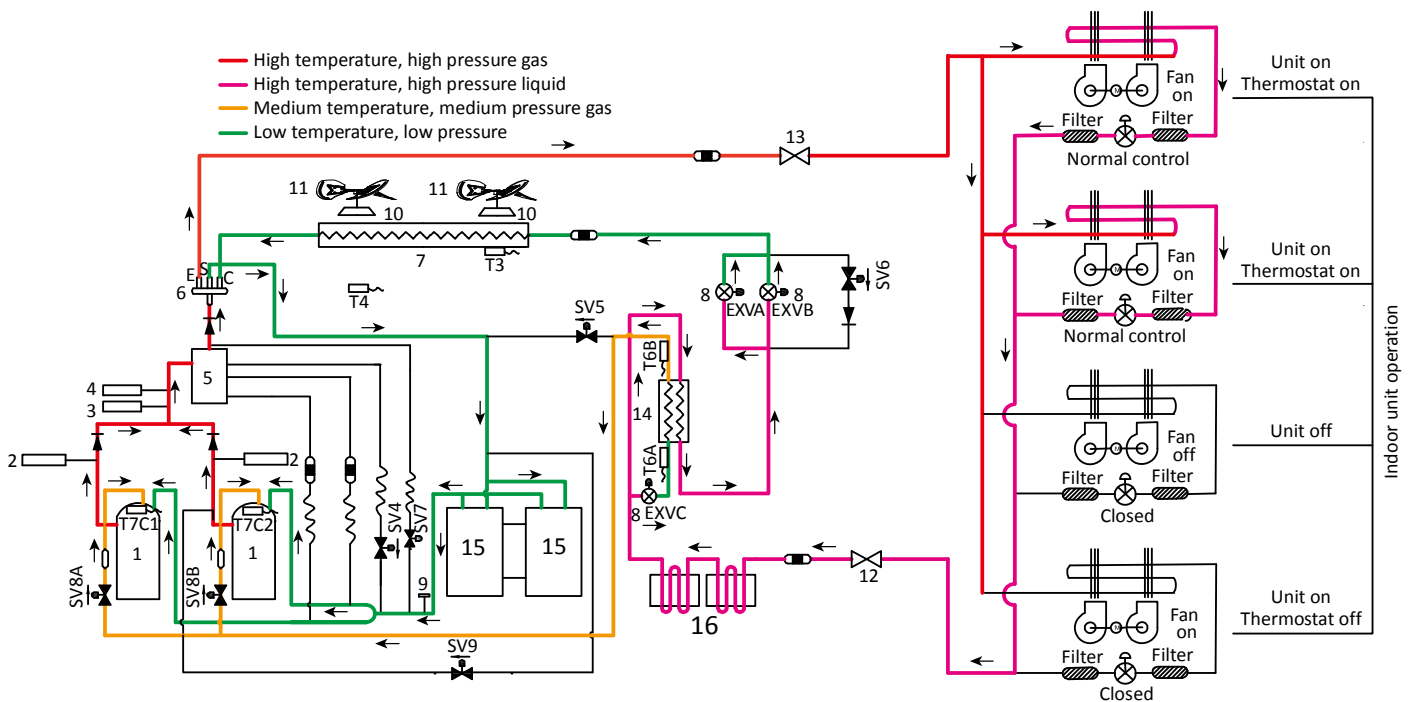 High temperature, high pressure gas
High temperature, high pressure liquid
Medium temperature, medium pressure gas
Low temperature, low pressure
13
11
11
10
10
7
T3
T4
E
S
C
6
5
4
3
2
2
T7C1
T7C2
1
1
SV8A
SV8B
SV4
SV7
9
SV9
15
15
SV5
T6B
14
T6A
8
EXVC
8
8
EXVA
EXVB
SV6
16
12
M
Fan
on
Filter
Filter
Normal control
Unit on
Thermostat on
M
Fan
on
Filter
Filter
Normal control
Unit on
Thermostat on
M
Fan
off
Filter
Filter
Closed
Unit off
M
Fan
on
Filter
Filter
Closed
Unit on
Thermostat off
Indoor unit operation